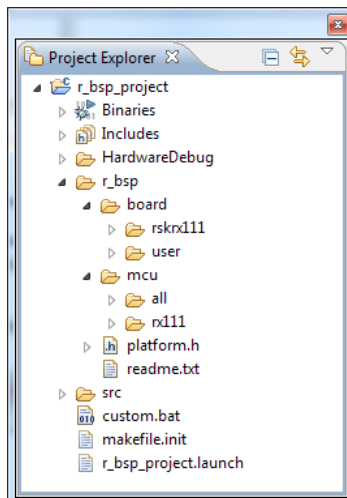 Project Explorer
r_bsp_project
Binaries
Includes
HardwareDebug
r_bsp
board
rskrx111
user
mcu
all
rx111
platform.h
readme.txt
src
custom.bat
makefile.init
r_bsp_project.launch